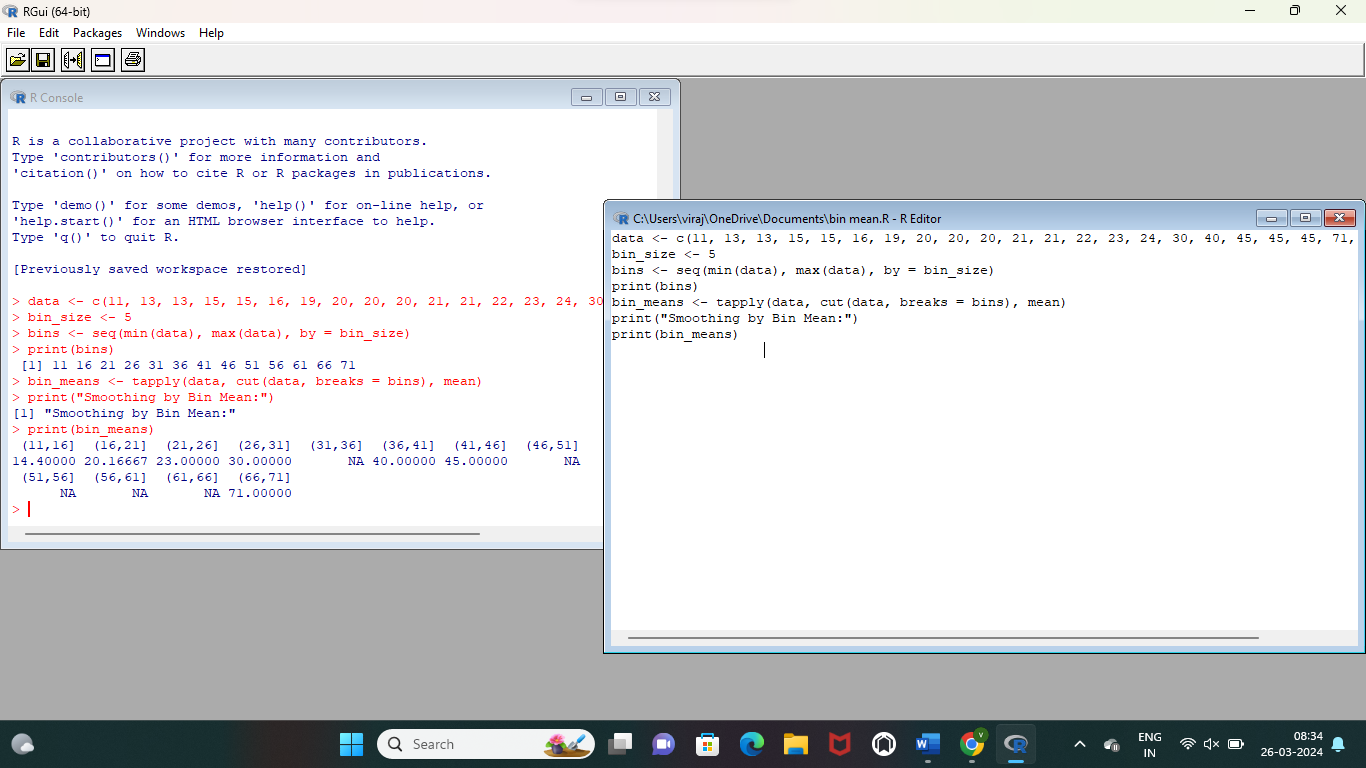 RGui (64-bit)
File Edit Packages Windows Help
R Console
R is a collaborative project with many contributors.
Type 'contributors()' for more information and
'citation()' on how to cite R or R packages in publications.
Type 'demo()' for some demos, 'help()' for on-line help, or
'help.start()' for an HTML browser interface to help.
Type 'q()' to quit R.
[Previously saved workspace restored]
> data <- c(11, 13, 13, 15, 15, 16, 19, 20, 20, 20, 21, 21, 22, 23, 24, 30
> bin_size <- 5
> bins <- seq(min(data), max(data), by = bin_size)
> print(bins)
[1] 11 16 21 26 31 36 41 46 51 56 61 66 71
> bin_means <- tapply(data, cut(data, breaks = bins), mean)
> print("Smoothing by Bin Mean:")
[1] "Smoothing by Bin Mean:"
> print(bin_means)
(11,16] (16,21] (21,26] (26,31] (31,36] (36,41] (41,46] (46,51]
14.40000 20.16667 23.00000 30.00000 NA 40.00000 45.00000 NA
(51,56] (56,61] (61,66] (66,71]
NA NA NA 71.00000
>
C:\Users\viraj\OneDrive\Documents\bin mean.R - R Editor
data <- c(11, 13, 13, 15, 15, 16, 19, 20, 20, 20, 21, 21, 22, 23, 24, 30, 40, 45, 45, 45, 71,
bin_size <- 5
bins <- seq(min(data), max(data), by = bin_size)
print(bins)
bin_means <- tapply(data, cut(data, breaks = bins), mean)
print("Smoothing by Bin Mean:")
print(bin_means)
Search
ENG
IN
08:34
26-03-2024